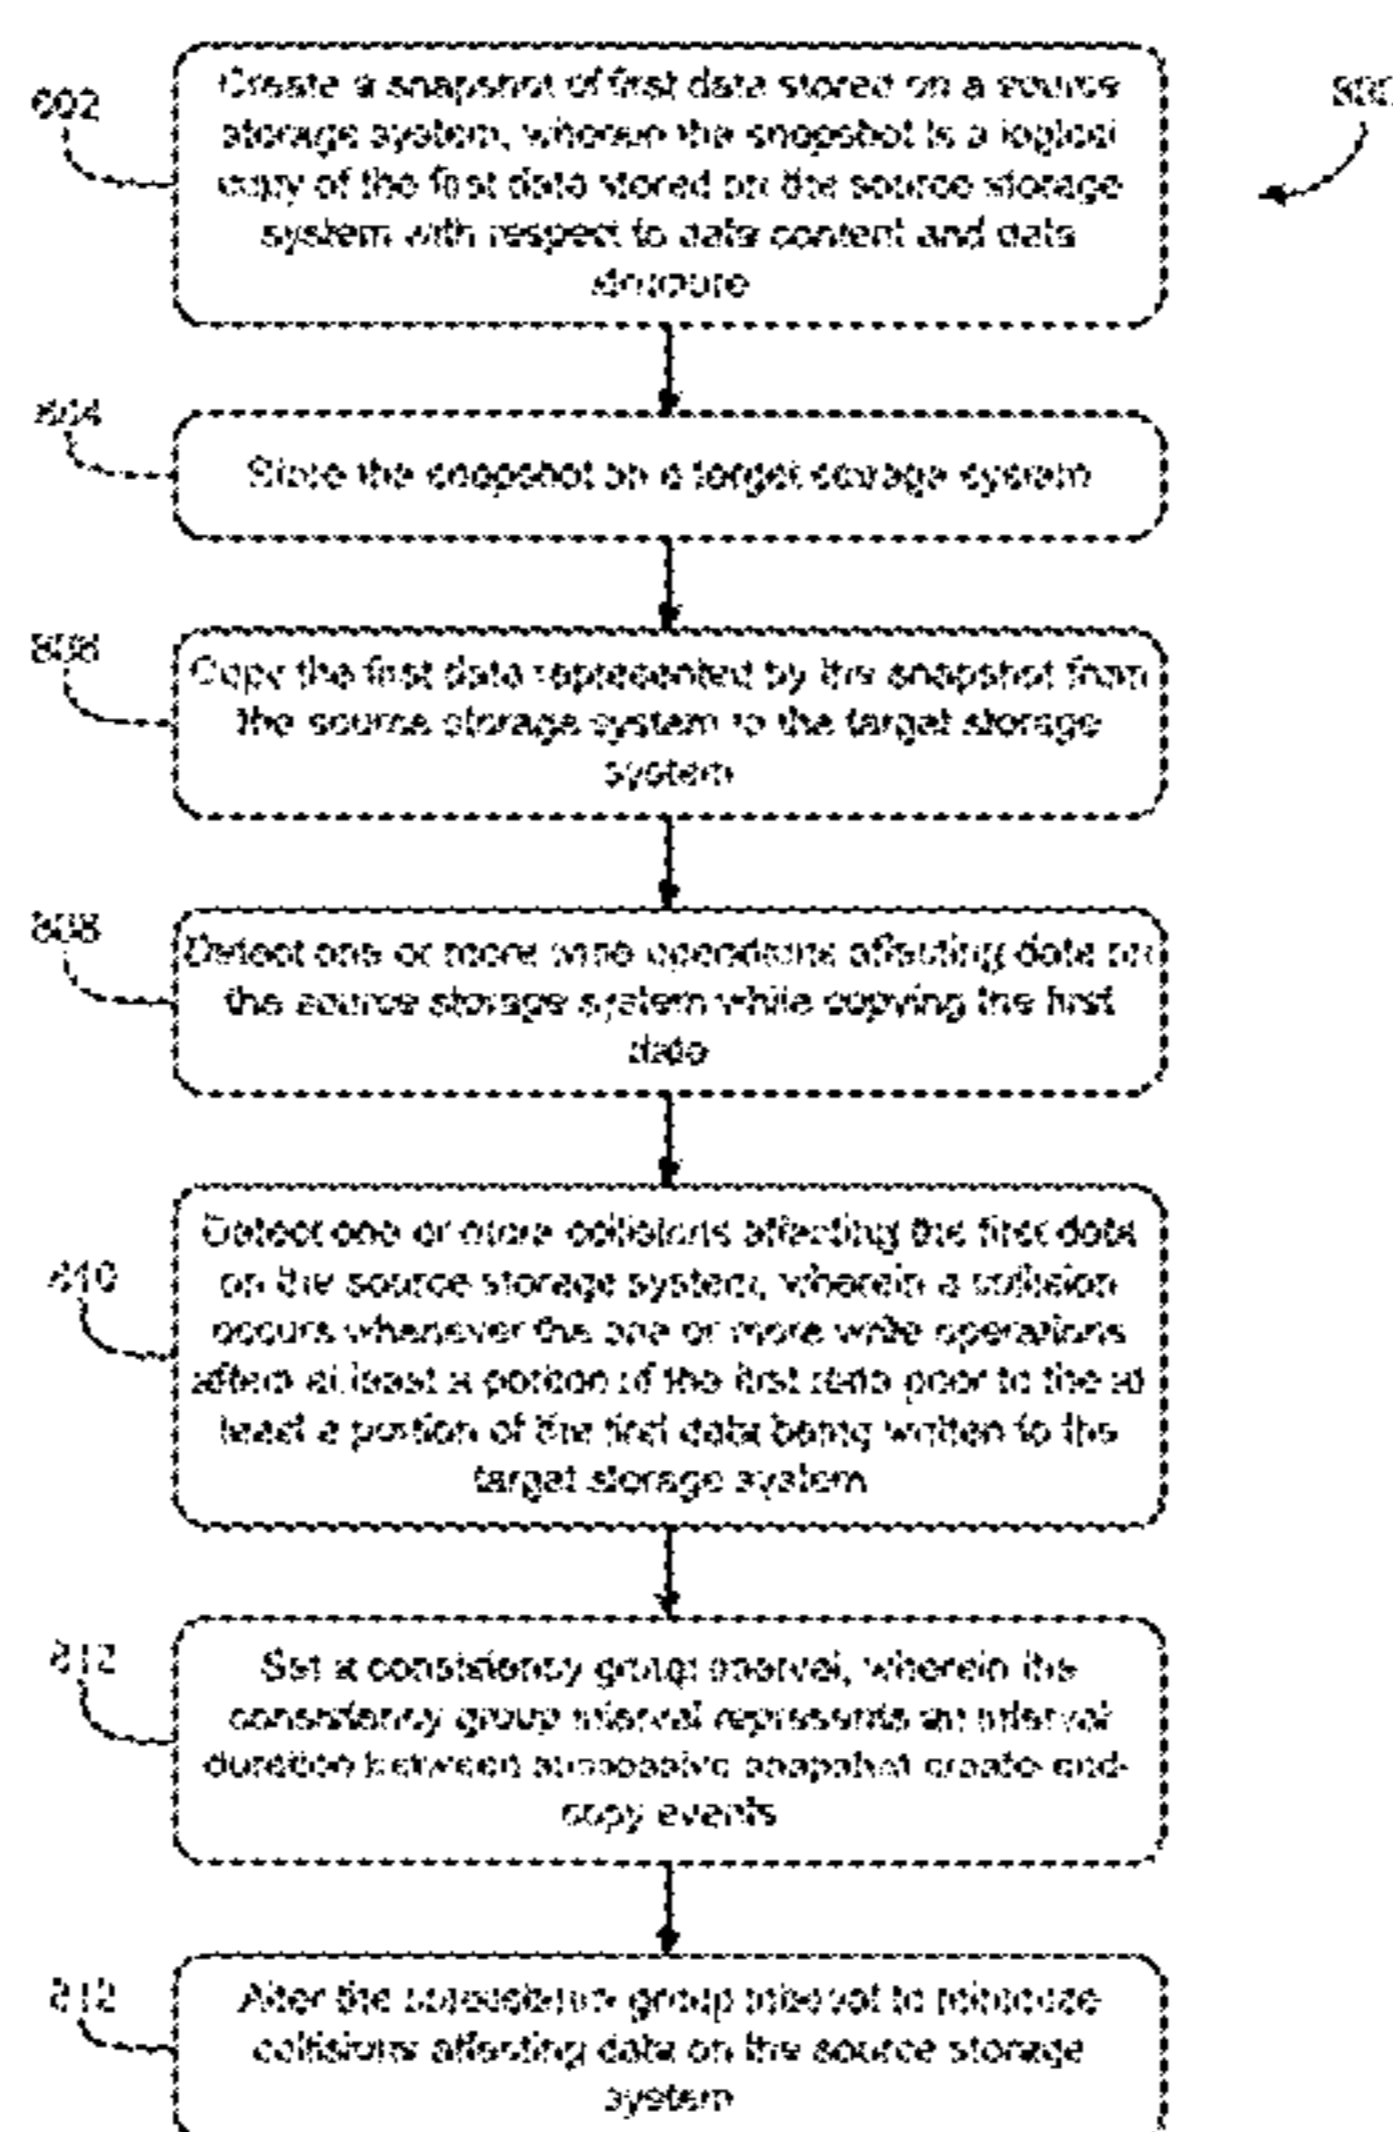 Create a snapshot of first data stored on a source
storage system, wherein the snapshot is a logical
copy of the first data stored on the source storage
system with respect to data content and data
structure
Store the snapshot on a target storage system
Copy the first data represented by the snapshot from
the source storage system to the target storage
system
Detect one or more write operations affecting data on
the source storage system while copying the first
data
Detect one or more collisions affecting the first data
on the source storage system, wherein a collision
occurs whenever the one or more write operations
affect at least a portion of the first data prior to the at
least a portion of the first data being written to the
target storage system
Set a consistency group interval, wherein the
consistency group interval represents an interval
duration between successive snapshot create-and-
copy events
Alter the consistency group interval to minimize
collisions affecting data on the source storage
system